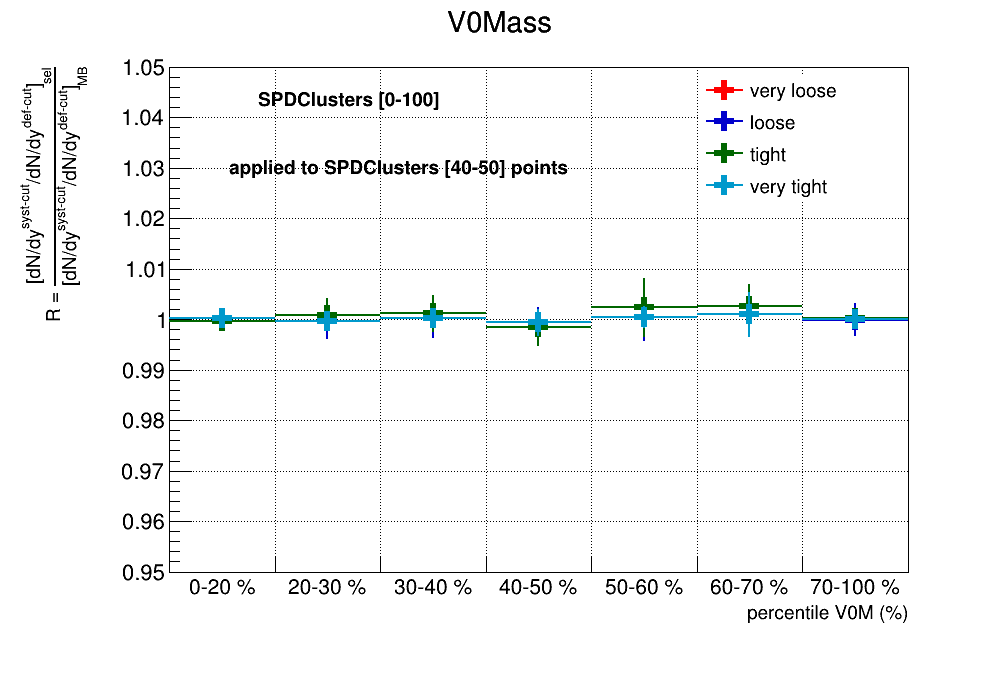 V0Mass
R = [dN/dy^syst-cut/dN/dy^def-cut]_sel
[dN/dy^syst-cut/dN/dy^def-cut]_MB
SPDClusters [0-100]
applied to SPDClusters [40-50] points
very loose
loose
tight
very tight
1.05
1.04
1.03
1.02
1.01
1
0.99
0.98
0.97
0.96
0.95
0-20 % 20-30 % 30-40 % 40-50 % 50-60 % 60-70 % 70-100 %
percentile V0M (%)